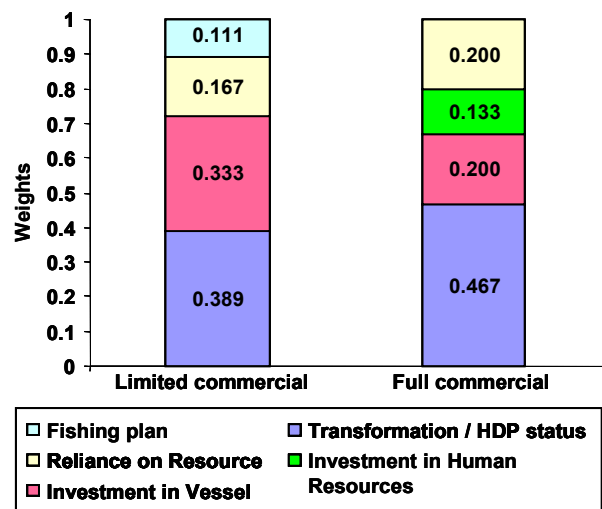 1
0.9
0.8
0.7
0.6
0.5
0.4
0.3
0.2
0.1
0
Weights
0.111
0.167
0.333
0.389
0.200
0.133
0.200
0.467
Limited commercial
Full commercial
Fishing plan
Reliance on Resource
Investment in Vessel
Transformation / HDP status
Investment in Human
Resources